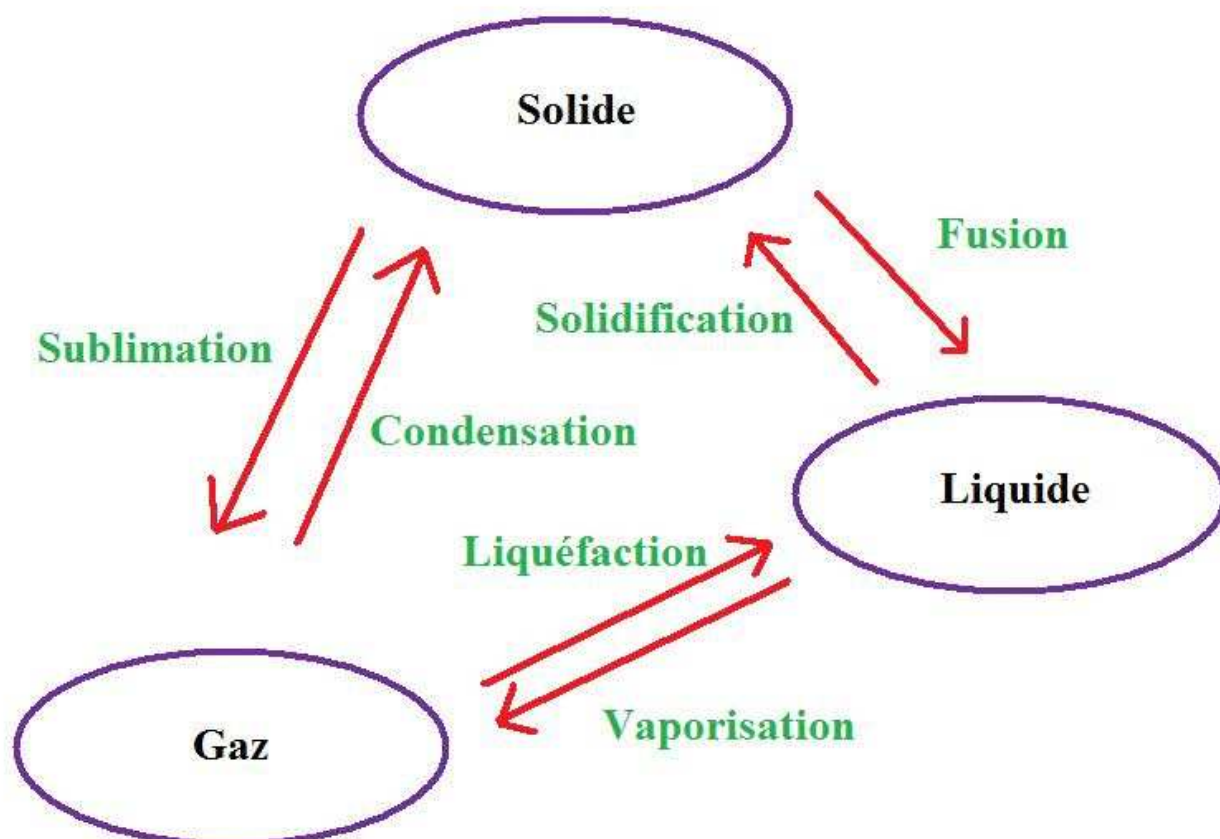 Solide
Fusion
Solidification
Sublimation
Condensation
Liquide
Liquéfaction
Vaporisation
Gaz